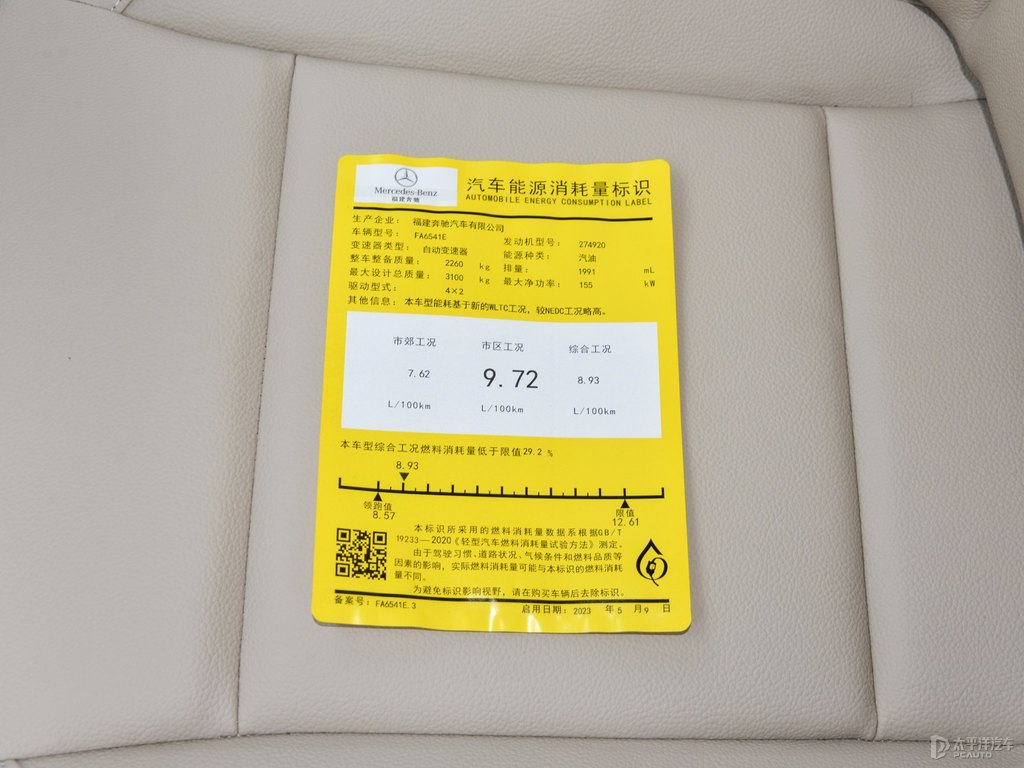 Mercedes-Benz
福建奔驰
汽车能源消耗量标识
AUTOMOBILE ENERGY CONSUMPTION LABEL
生产企业: 福建奔驰汽车有限公司
车辆型号: FA6541E 发动机型号: 274920
变速器类型: 自动变速器 能源种类: 汽油
整车整备质量: 2260 kg 排量: 1991 mL
最大设计总质量: 3100 kg 最大净功率: 155 kW
驱动型式: 4×2
其他信息: 本车型能耗基于新的WLTC工况, 较NEDC工况略高。
市郊工况 市区工况 综合工况
7.62 9.72 8.93
L/100km L/100km L/100km
本车型综合工况燃料消耗量低于限值29.2 %
8.93
领跑值 限值
8.57 12.61
本标识所采用的燃料消耗量数据系根据GB/T
19233—2020《轻型汽车燃料消耗量试验方法》测定。
由于驾驶习惯、道路状况、气候条件和燃料品质等
因素的影响, 实际燃料消耗量可能与本标识的燃料消耗
量不同。
为避免标识影响视野, 请在购买车辆后去除标识。
备案号: FA6541E.3 启用日期: 2023 年 5 月 9 日
太平洋汽车
PCAUTO